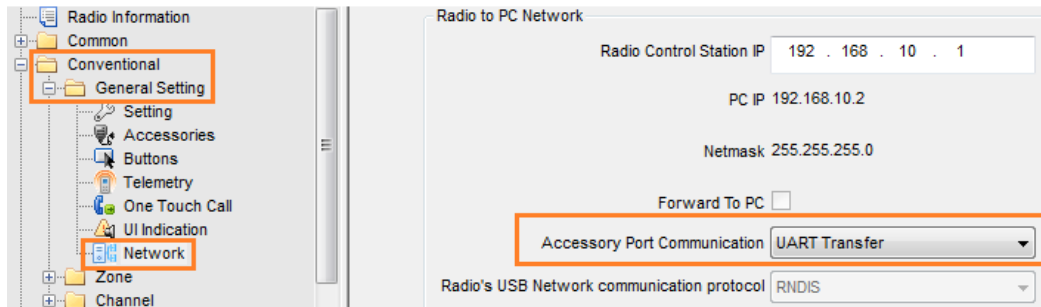 Radio Information
Common
Conventional
General Setting
Setting
Accessories
Buttons
Telemetry
One Touch Call
UI Indication
Network
Zone
Channel
Radio to PC Network
Radio Control Station IP 192 . 168 . 10 . 1
PC IP 192.168.10.2
Netmask 255.255.255.0
Forward To PC
Accessory Port Communication UART Transfer
Radio's USB Network communication protocol RNDIS